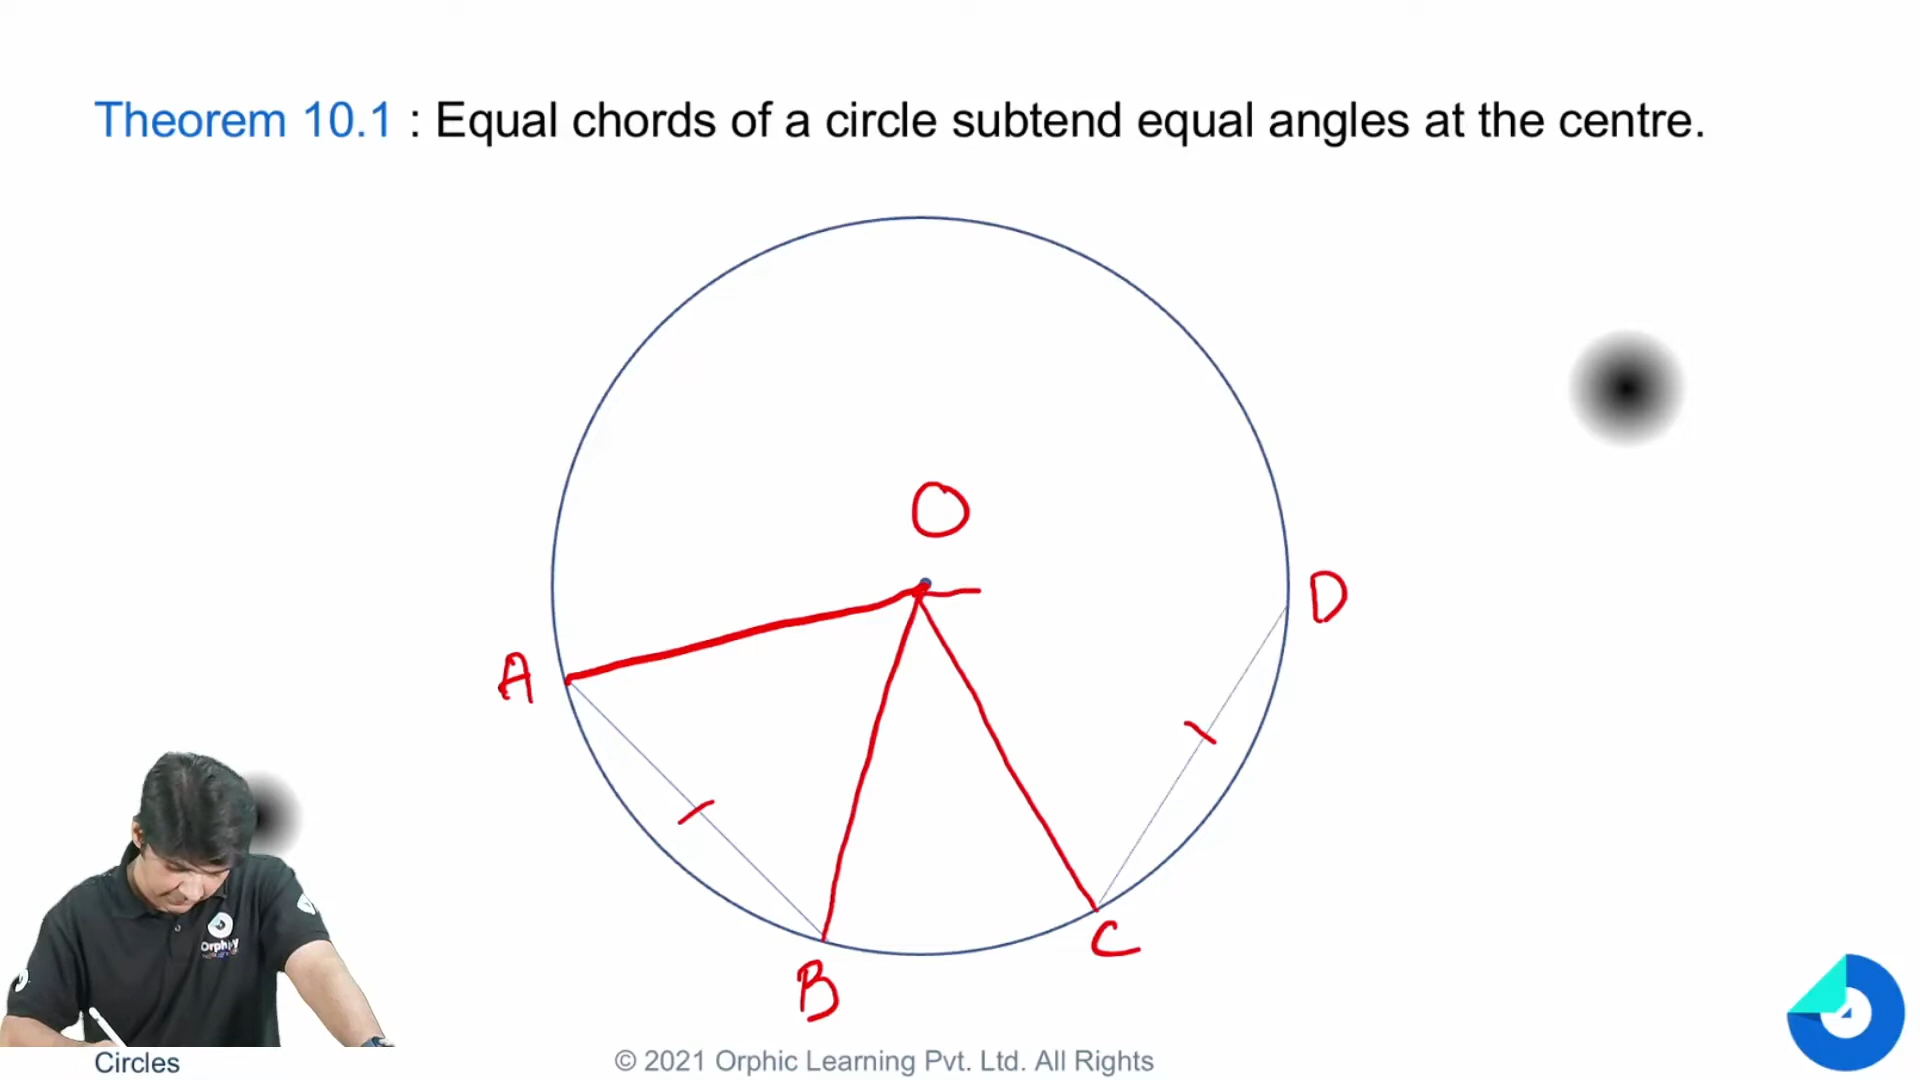 Theorem 10.1 : Equal chords of a circle subtend equal angles at the centre.
O
D
A
C
B
Circles
© 2021 Orphic Learning Pvt. Ltd. All Rights